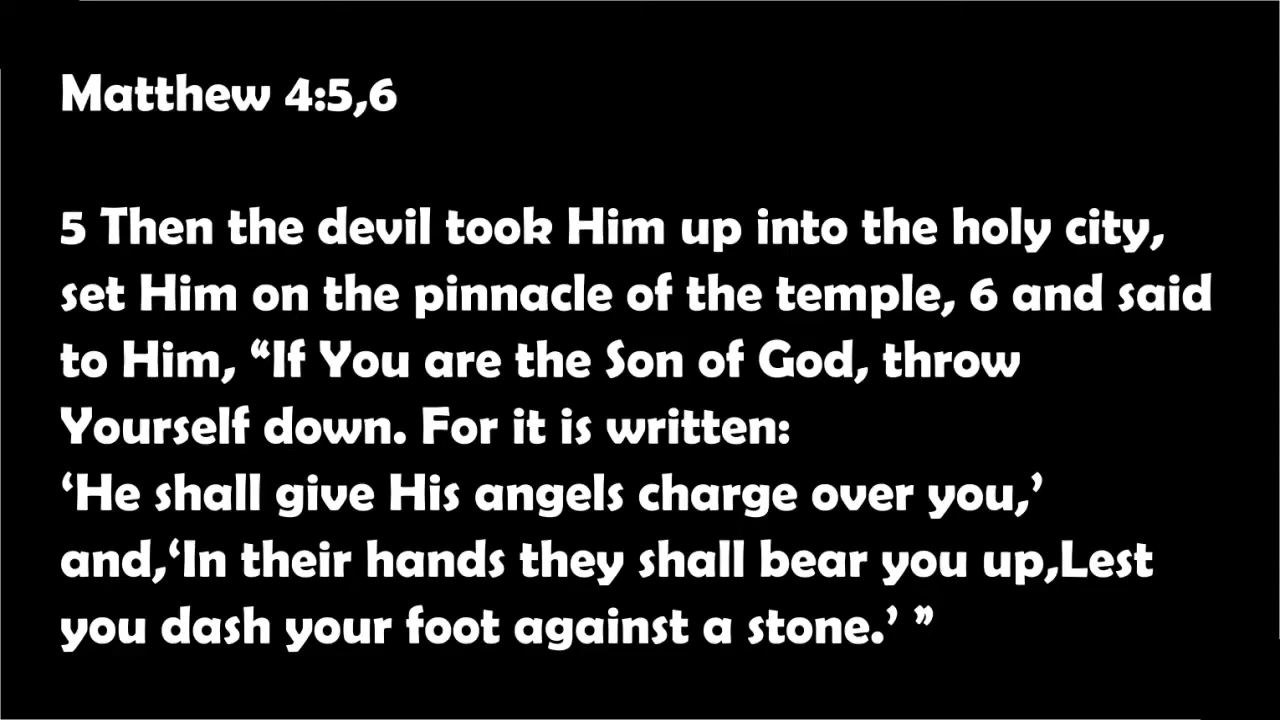 Matthew 4:5,6
5 Then the devil took Him up into the holy city,
set Him on the pinnacle of the temple, 6 and said
to Him, “If You are the Son of God, throw
Yourself down. For it is written:
‘He shall give His angels charge over you,’
and,‘In their hands they shall bear you up,Lest
you dash your foot against a stone.’ ”